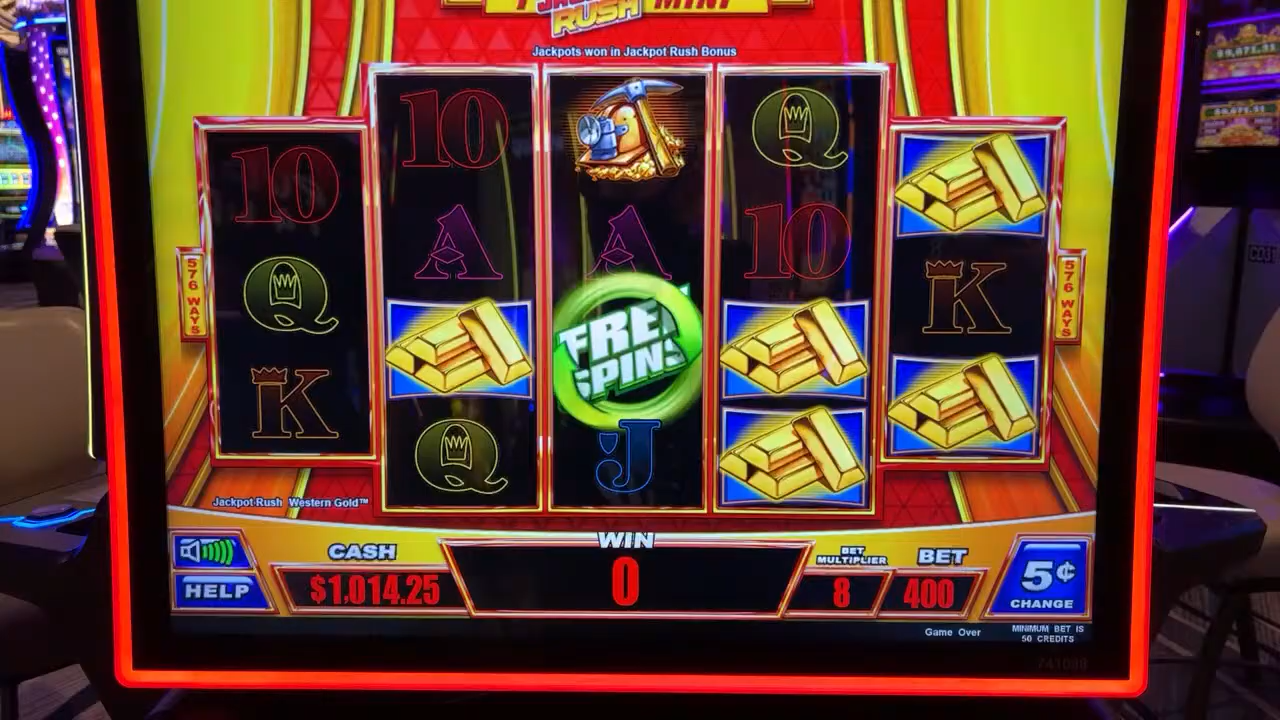 RUSH MINI
Jackpots won in Jackpot Rush Bonus
10
Q
10
A
A
Q
10
K
576 WAYS
576 WAYS
Q
K
FREE
SPINS
J
Jackpot Rush Western Gold™
CASH
WIN
BET
MULTIPLIER
BET
HELP
$1,014.25
0
8
400
5¢
CHANGE
Game Over
MINIMUM BET IS
50 CREDITS